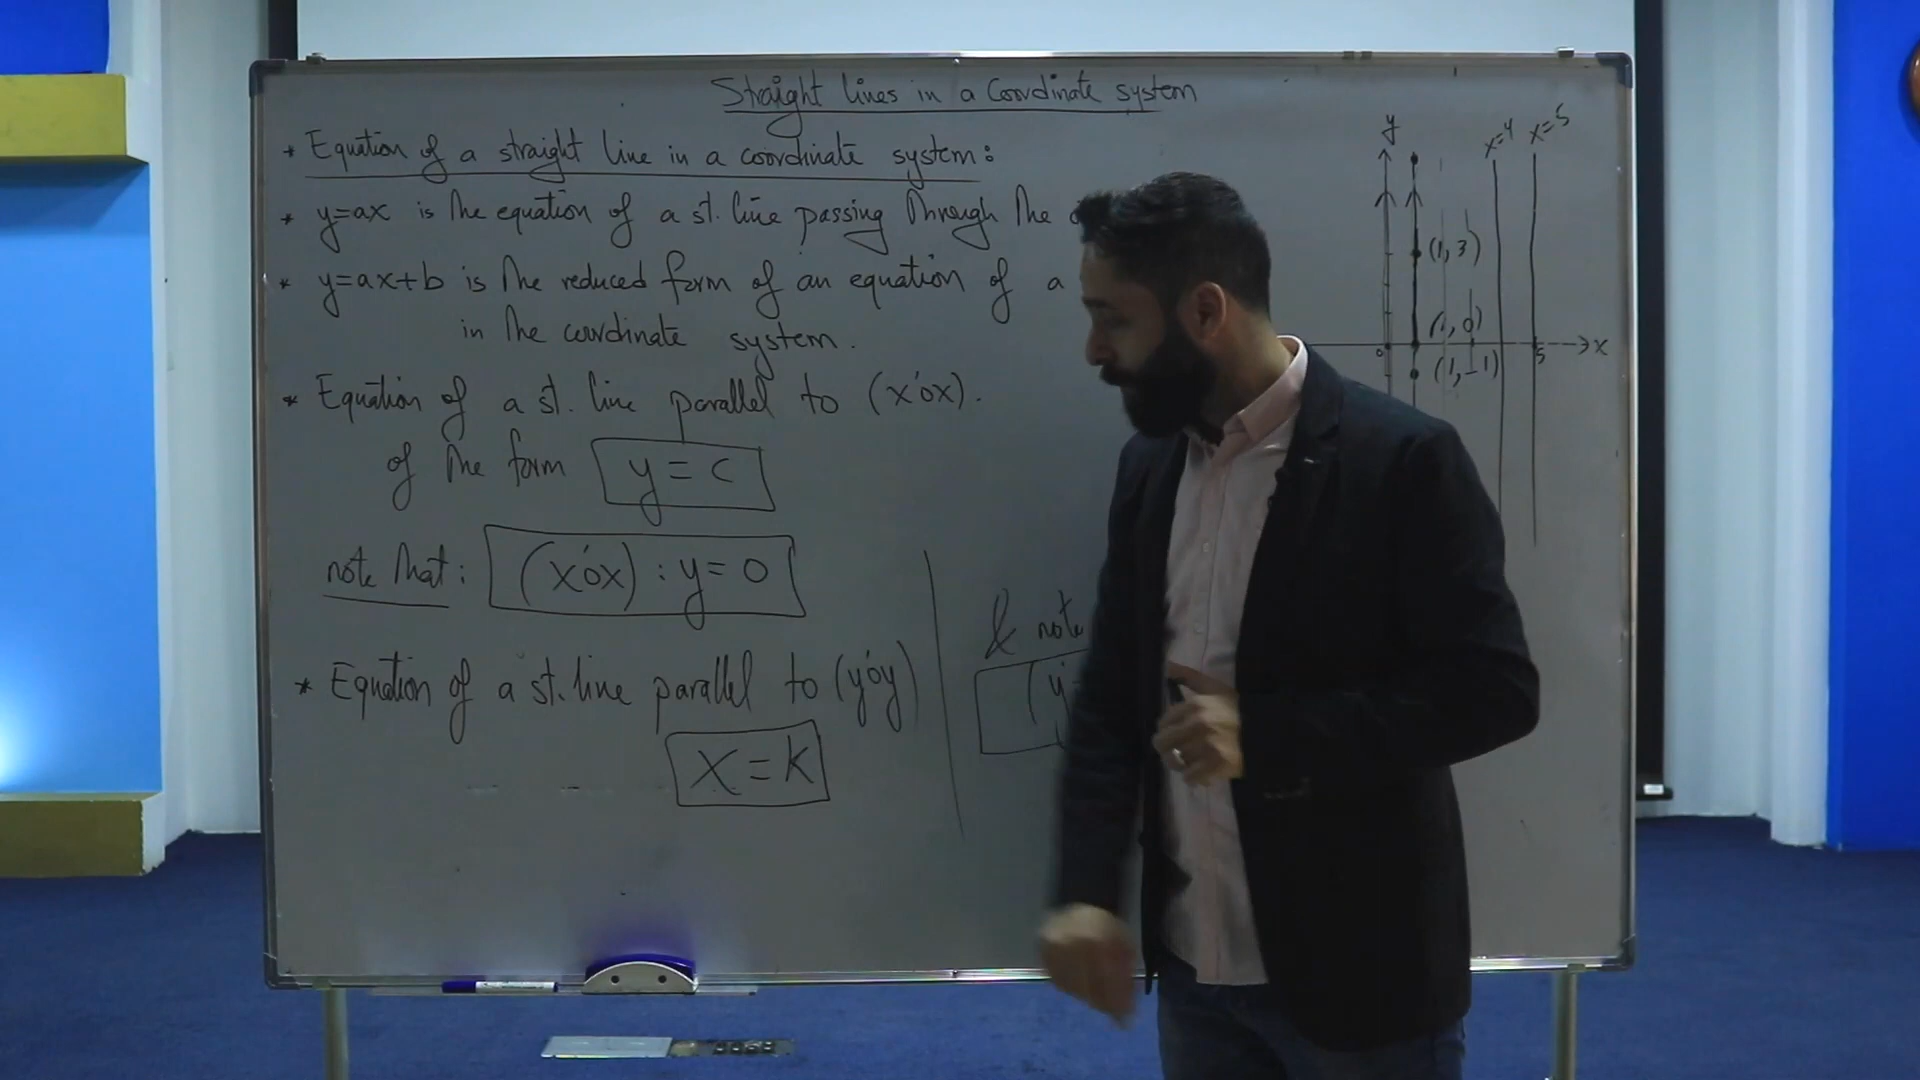 Straight lines in a Coordinate system
* Equation of a straight line in a coordinate system:
* y=ax is the equation of a st. line passing through the
* y=ax+b is the reduced form of an equation of a
in the coordinate system.
* Equation of a st. line parallel to (x'ox).
of the form y = c
note that: (x'ox) : y = 0
* Equation of a st. line parallel to (y'oy)
X = k
& note
(y'
y
x=4
x=5
(1,3)
(1,0)
(1,-1)
0
5
x